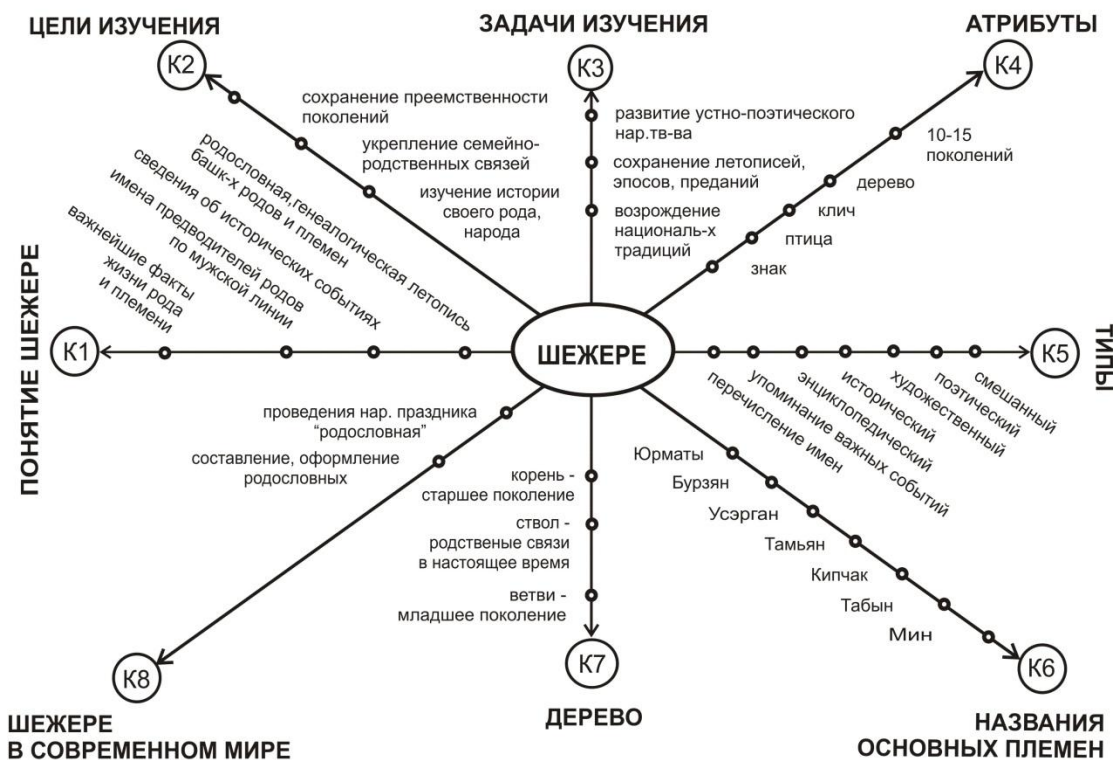 ЦЕЛИ ИЗУЧЕНИЯ
К2
сохранение преемственности
поколений
укрепление семейно-
родственных связей
изучение истории
своего рода,
народа
ЗАДАЧИ ИЗУЧЕНИЯ
К3
развитие устно-поэтического
нар.тв-ва
сохранение летописей,
эпосов, преданий
возрождение
националь-х
традиций
АТРИБУТЫ
К4
10-15
поколений
дерево
клич
птица
знак
ПОНЯТИЕ ШЕЖЕРЕ
К1
важнейшие факты
жизни рода
и племени
имена предводителей родов
по мужской линии
сведения об исторических событиях
родословная,генеалогическая летопись
башк-х родов и племен
ШЕЖЕРЕ
ТИПЫ
К5
перечисление имен
упоминание важных событий
энциклопедический
исторический
художественный
поэтический
смешанный
проведения нар. праздника
“родословная”
составление, оформление
родословных
К8
ШЕЖЕРЕ
В СОВРЕМЕННОМ МИРЕ
корень -
старшее поколение
ствол -
родственые связи
в настоящее время
ветви -
младшее поколение
К7
ДЕРЕВО
Юрматы
Бурзян
Усэрган
Тамьян
Кипчак
Табын
Мин
К6
НАЗВАНИЯ
ОСНОВНЫХ ПЛЕМЕН